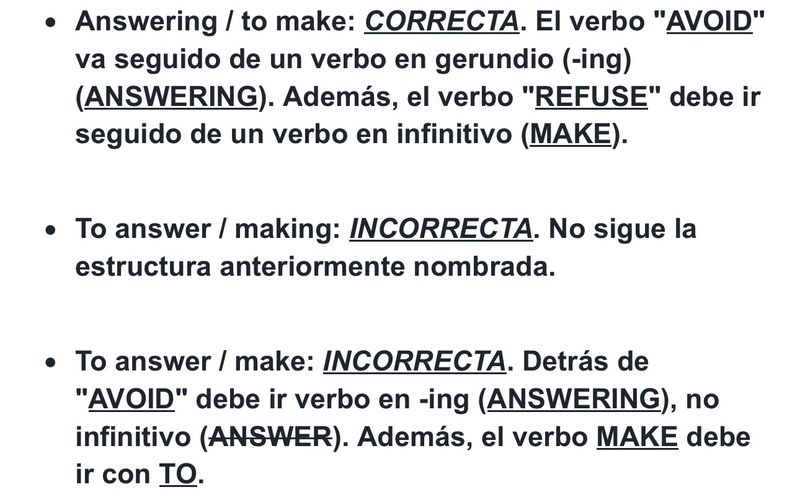 • Answering / to make: CORRECTA. El verbo "AVOID"
va seguido de un verbo en gerundio (-ing)
(ANSWERING). Además, el verbo "REFUSE" debe ir
seguido de un verbo en infinitivo (MAKE).
• To answer / making: INCORRECTA. No sigue la
estructura anteriormente nombrada.
• To answer / make: INCORRECTA. Detrás de
"AVOID" debe ir verbo en -ing (ANSWERING), no
infinitivo (ANSWER). Además, el verbo MAKE debe
ir con TO.